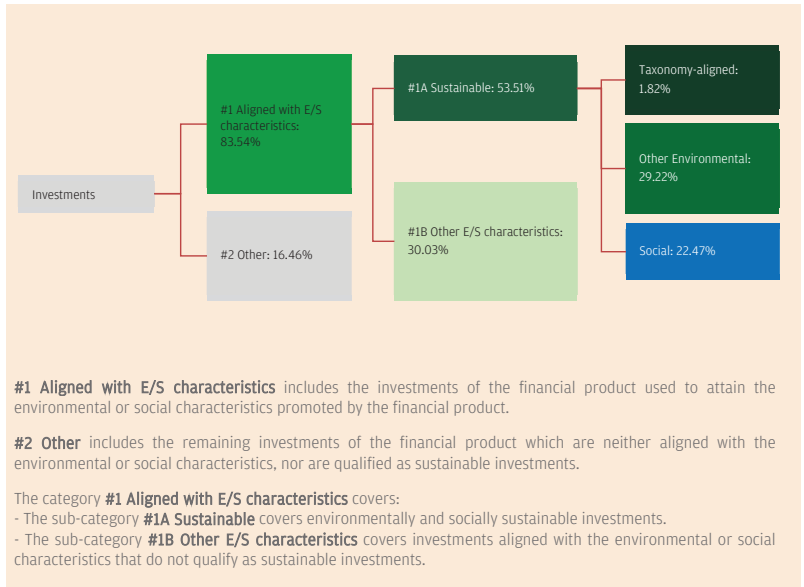 Investments
#1 Aligned with E/S
characteristics:
83.54%
#2 Other: 16.46%
#1A Sustainable: 53.51%
#1B Other E/S characteristics:
30.03%
Taxonomy-aligned:
1.82%
Other Environmental:
29.22%
Social: 22.47%
#1 Aligned with E/S characteristics includes the investments of the financial product used to attain the
environmental or social characteristics promoted by the financial product.
#2 Other includes the remaining investments of the financial product which are neither aligned with the
environmental or social characteristics, nor are qualified as sustainable investments.
The category #1 Aligned with E/S characteristics covers:
- The sub-category #1A Sustainable covers environmentally and socially sustainable investments.
- The sub-category #1B Other E/S characteristics covers investments aligned with the environmental or social
characteristics that do not qualify as sustainable investments.